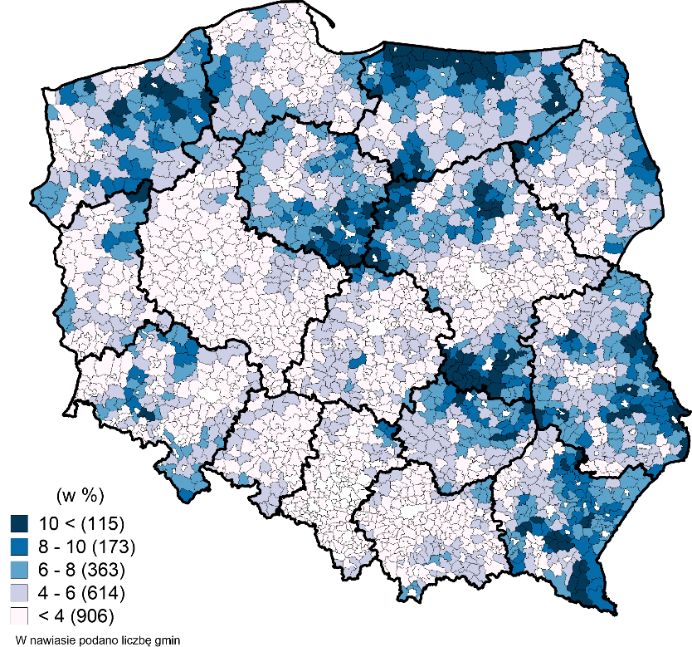 (w %)
10 < (115)
8 - 10 (173)
6 - 8 (363)
4 - 6 (614)
< 4 (906)
W nawiasie podano liczbę gmin